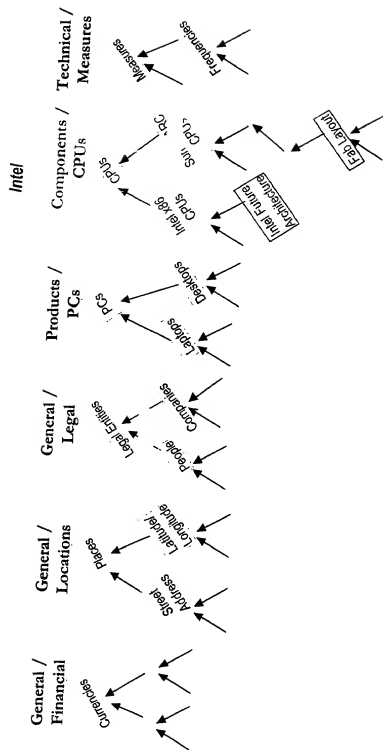 Intel
General /
Financial
General /
Locations
General /
Legal
Products /
PCs
Components /
CPUs
Technical /
Measures
Currencies
Places
Street
Address
Latitude/
Longitude
Legal Entities
People
Companies
PCs
Laptops
Desktops
CPUs
Intel x86
CPUs
CPUs
Intel Future
Architecture
Fab Layout
Measures
Frequencies